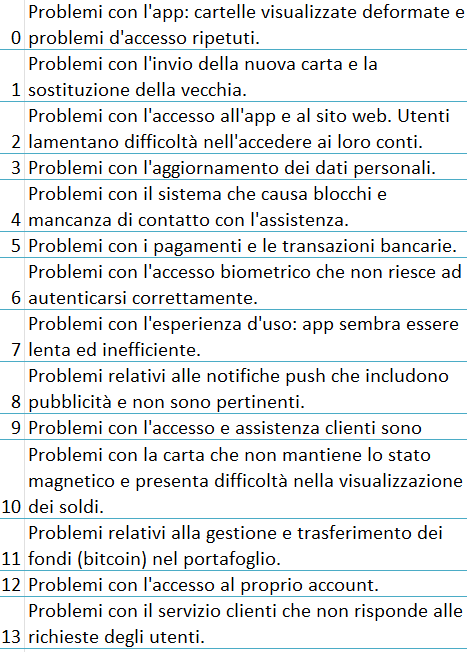 Problemi con l'app: cartelle visualizzate deformate e
0 problemi d'accesso ripetuti.
Problemi con l'invio della nuova carta e la
1 sostituzione della vecchia.
Problemi con l'accesso all'app e al sito web. Utenti
2 lamentano difficoltà nell'accedere ai loro conti.
3 Problemi con l'aggiornamento dei dati personali.
Problemi con il sistema che causa blocchi e
4 mancanza di contatto con l'assistenza.
5 Problemi con i pagamenti e le transazioni bancarie.
Problemi con l'accesso biometrico che non riesce ad
6 autenticarsi correttamente.
Problemi con l'esperienza d'uso: app sembra essere
7 lenta ed inefficiente.
Problemi relativi alle notifiche push che includono
8 pubblicità e non sono pertinenti.
9 Problemi con l'accesso e assistenza clienti sono
Problemi con la carta che non mantiene lo stato
magnetico e presenta difficoltà nella visualizzazione
10 dei soldi.
Problemi relativi alla gestione e trasferimento dei
11 fondi (bitcoin) nel portafoglio.
12 Problemi con l'accesso al proprio account.
Problemi con il servizio clienti che non risponde alle
13 richieste degli utenti.